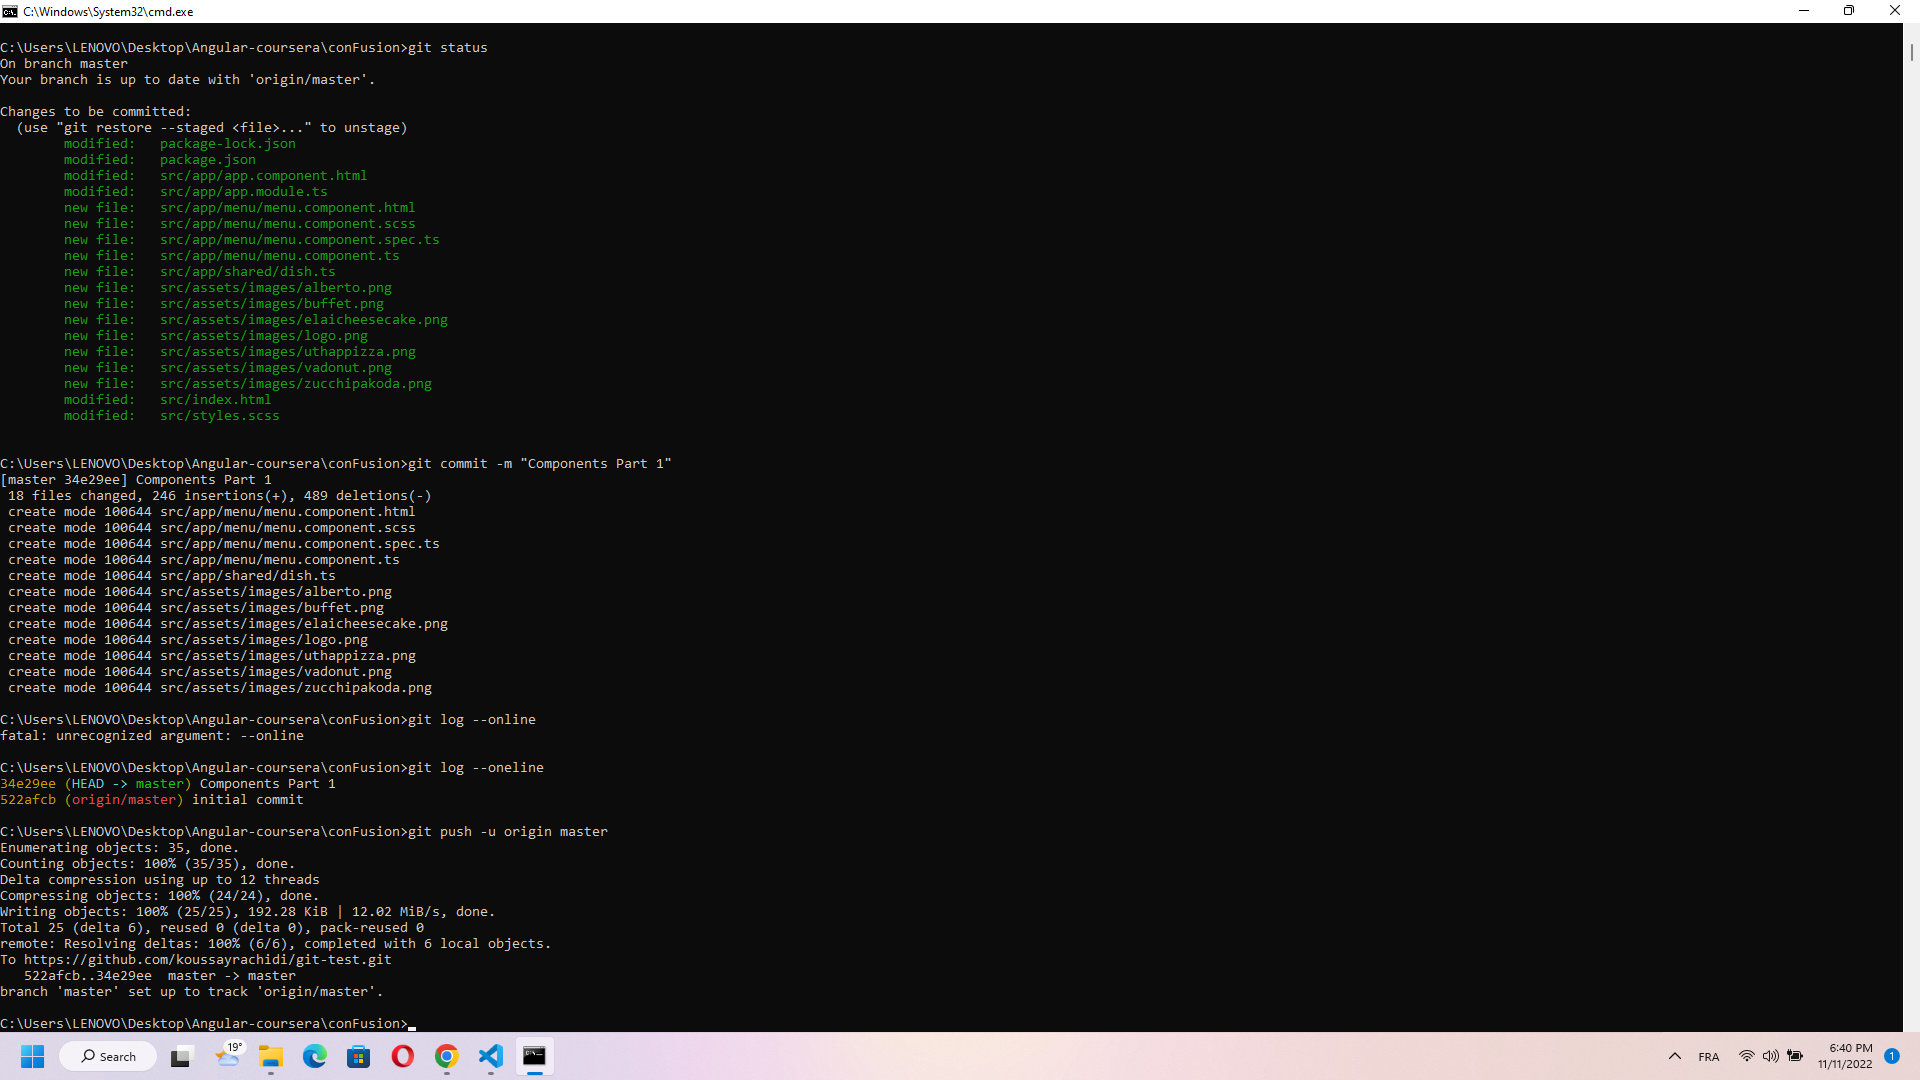 C:\Windows\System32\cmd.exe
C:\Users\LENOVO\Desktop\Angular-coursera\conFusion>git status
On branch master
Your branch is up to date with 'origin/master'.
Changes to be committed:
  (use "git restore --staged <file>..." to unstage)
        modified:   package-lock.json
        modified:   package.json
        modified:   src/app/app.component.html
        modified:   src/app/app.module.ts
        new file:   src/app/menu/menu.component.html
        new file:   src/app/menu/menu.component.scss
        new file:   src/app/menu/menu.component.spec.ts
        new file:   src/app/menu/menu.component.ts
        new file:   src/app/shared/dish.ts
        new file:   src/assets/images/alberto.png
        new file:   src/assets/images/buffet.png
        new file:   src/assets/images/elaicheesecake.png
        new file:   src/assets/images/logo.png
        new file:   src/assets/images/uthappizza.png
        new file:   src/assets/images/vadonut.png
        new file:   src/assets/images/zucchipakoda.png
        modified:   src/index.html
        modified:   src/styles.scss
C:\Users\LENOVO\Desktop\Angular-coursera\conFusion>git commit -m "Components Part 1"
[master 34e29ee] Components Part 1
 18 files changed, 246 insertions(+), 489 deletions(-)
 create mode 100644 src/app/menu/menu.component.html
 create mode 100644 src/app/menu/menu.component.scss
 create mode 100644 src/app/menu/menu.component.spec.ts
 create mode 100644 src/app/menu/menu.component.ts
 create mode 100644 src/app/shared/dish.ts
 create mode 100644 src/assets/images/alberto.png
 create mode 100644 src/assets/images/buffet.png
 create mode 100644 src/assets/images/elaicheesecake.png
 create mode 100644 src/assets/images/logo.png
 create mode 100644 src/assets/images/uthappizza.png
 create mode 100644 src/assets/images/vadonut.png
 create mode 100644 src/assets/images/zucchipakoda.png
C:\Users\LENOVO\Desktop\Angular-coursera\conFusion>git log --online
fatal: unrecognized argument: --online
C:\Users\LENOVO\Desktop\Angular-coursera\conFusion>git log --oneline
34e29ee (HEAD -> master) Components Part 1
522afcb (origin/master) initial commit
C:\Users\LENOVO\Desktop\Angular-coursera\conFusion>git push -u origin master
Enumerating objects: 35, done.
Counting objects: 100% (35/35), done.
Delta compression using up to 12 threads
Compressing objects: 100% (24/24), done.
Writing objects: 100% (25/25), 192.28 KiB | 12.02 MiB/s, done.
Total 25 (delta 6), reused 0 (delta 0), pack-reused 0
remote: Resolving deltas: 100% (6/6), completed with 6 local objects.
To https://github.com/koussayrachidi/git-test.git
   522afcb..34e29ee  master -> master
branch 'master' set up to track 'origin/master'.
C:\Users\LENOVO\Desktop\Angular-coursera\conFusion>
Search
19°
FRA
6:40 PM
11/11/2022
1